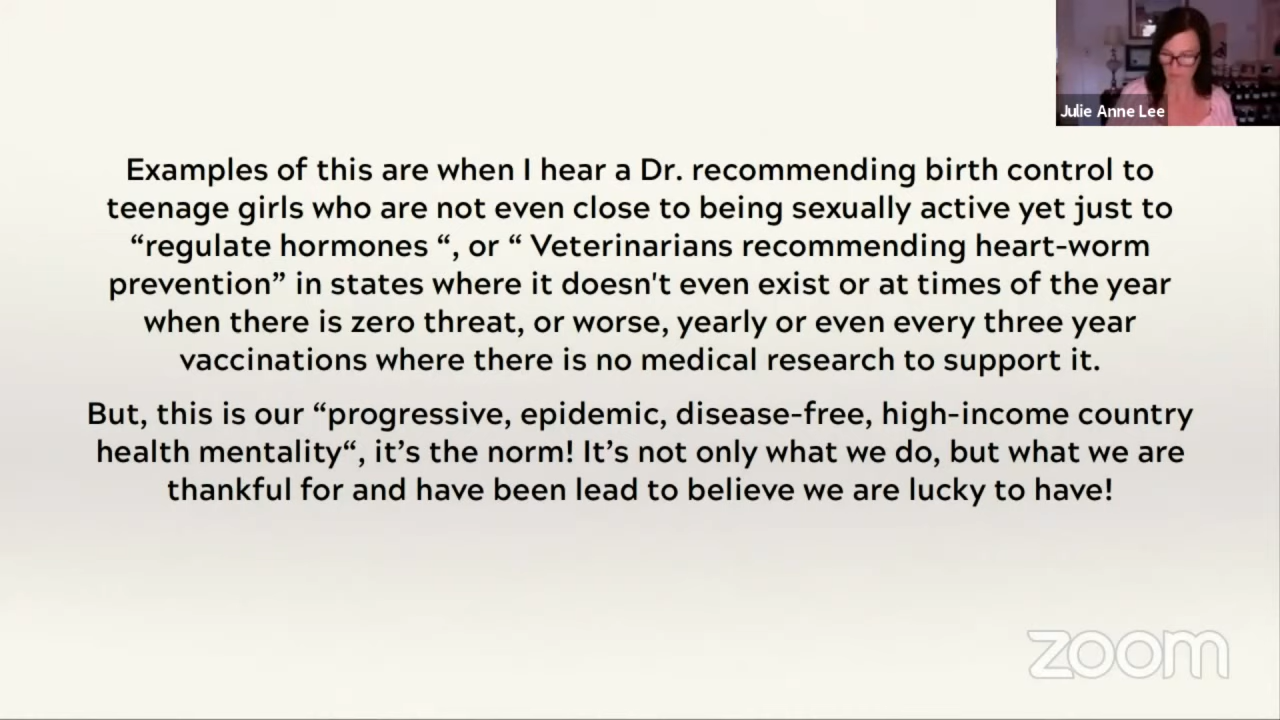 Julie Anne Lee
Examples of this are when I hear a Dr. recommending birth control to
teenage girls who are not even close to being sexually active yet just to
“regulate hormones “, or “ Veterinarians recommending heart-worm
prevention” in states where it doesn't even exist or at times of the year
when there is zero threat, or worse, yearly or even every three year
vaccinations where there is no medical research to support it.
But, this is our “progressive, epidemic, disease-free, high-income country
health mentality“, it’s the norm! It’s not only what we do, but what we are
thankful for and have been lead to believe we are lucky to have!
zoom